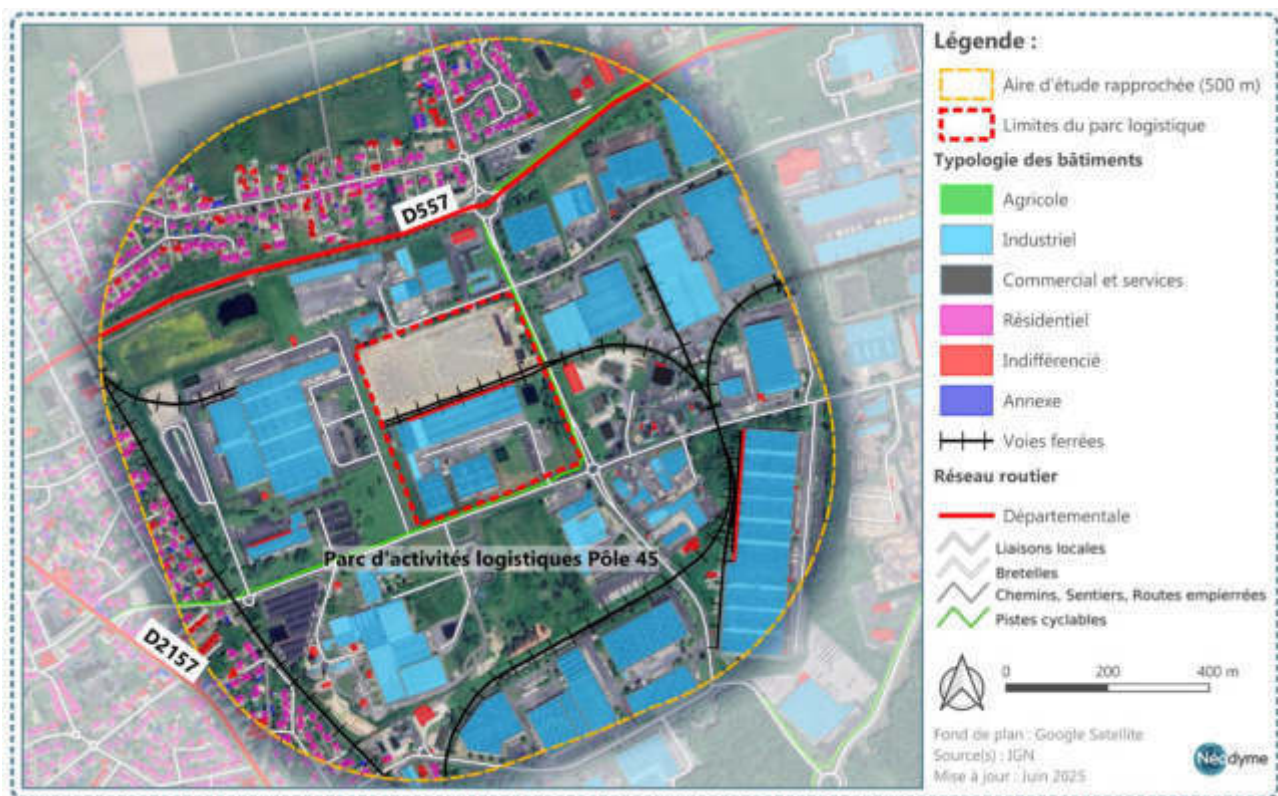 Légende :
Aire d'étude rapprochée (500 m)
Limites du parc logistique
Typologie des bâtiments
Agricole
Industriel
Commercial et services
Résidentiel
Indifférencié
Annexe
Voies ferrées
Réseau routier
Départementale
Liaisons locales
Bretelles
Chemins, Sentiers, Routes empierrées
Pistes cyclables
0 200 400 m
Fond de plan : Google Satellite
Source(s) : IGN
Mise à jour : Juin 2025
Néodyme
D557
Parc d'activités logistiques Pôle 45
D2157